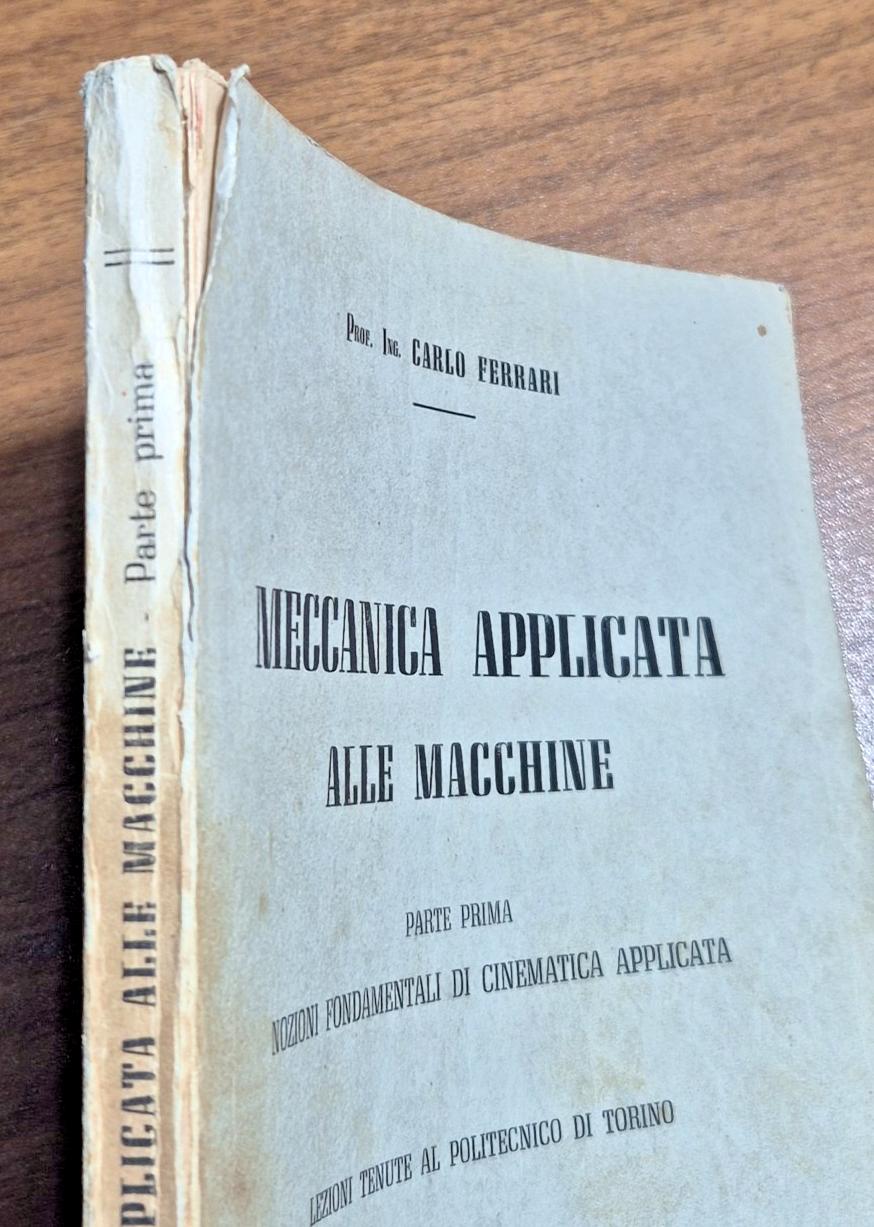 Prof. Ing. CARLO FERRARI
MECCANICA APPLICATA
ALLE MACCHINE
PARTE PRIMA
NOZIONI FONDAMENTALI DI CINEMATICA APPLICATA
LEZIONI TENUTE AL POLITECNICO DI TORINO
PLICATA ALLE MACCHINE - Parte prima